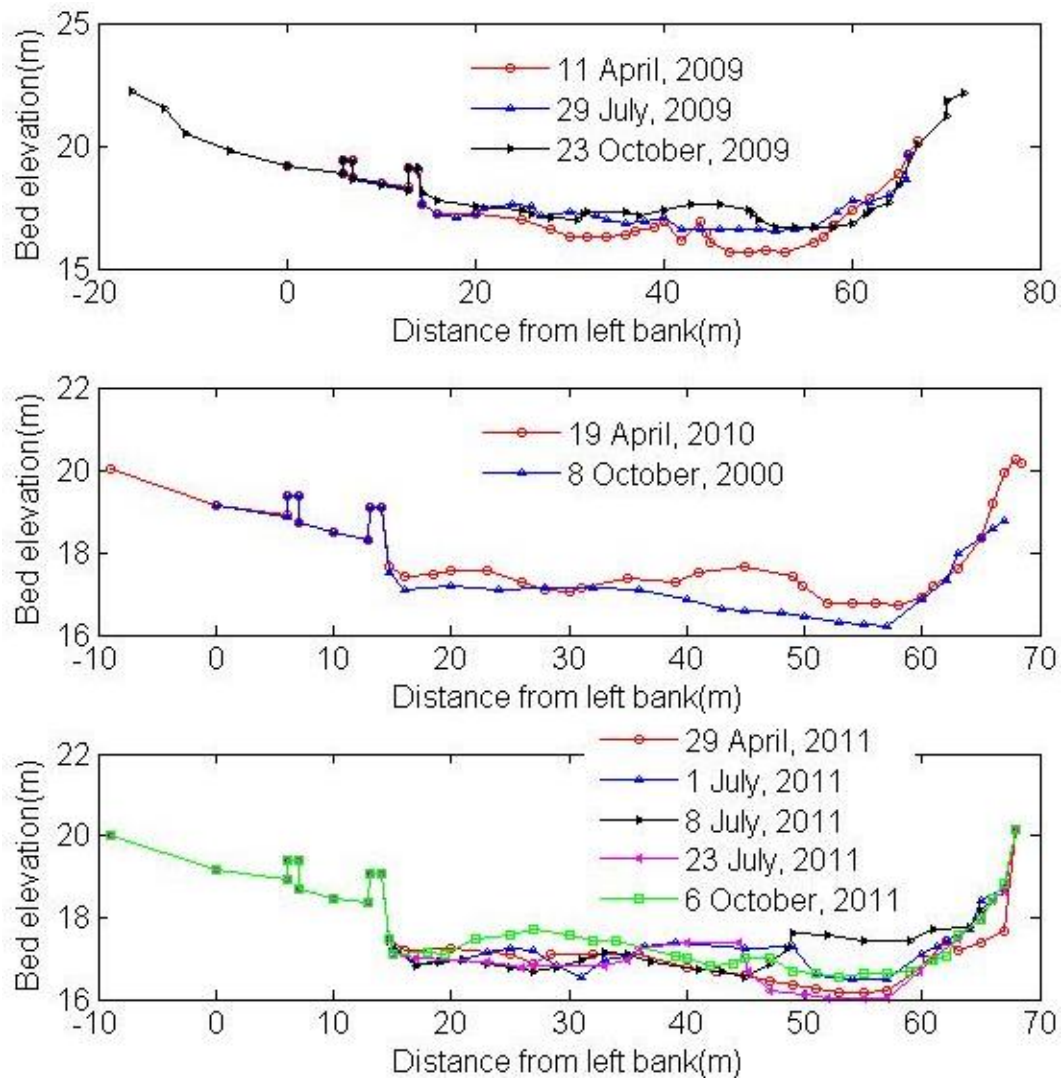 25
20
15
Bed elevation(m)
11 April, 2009
29 July, 2009
23 October, 2009
-20 0 20 40 60 80
Distance from left bank(m)
22
20
18
16
Bed elevation(m)
19 April, 2010
8 October, 2000
-10 0 10 20 30 40 50 60 70
Distance from left bank(m)
22
20
18
16
Bed elevation(m)
29 April, 2011
1 July, 2011
8 July, 2011
23 July, 2011
6 October, 2011
-10 0 10 20 30 40 50 60 70
Distance from left bank(m)